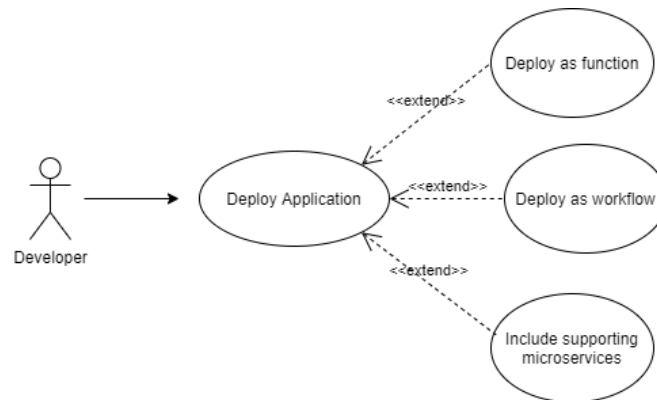 Deploy as function
<<extend>>
Deploy Application
<<extend>>
Deploy as workflow
Developer
<<extend>>
Include supporting
microservices